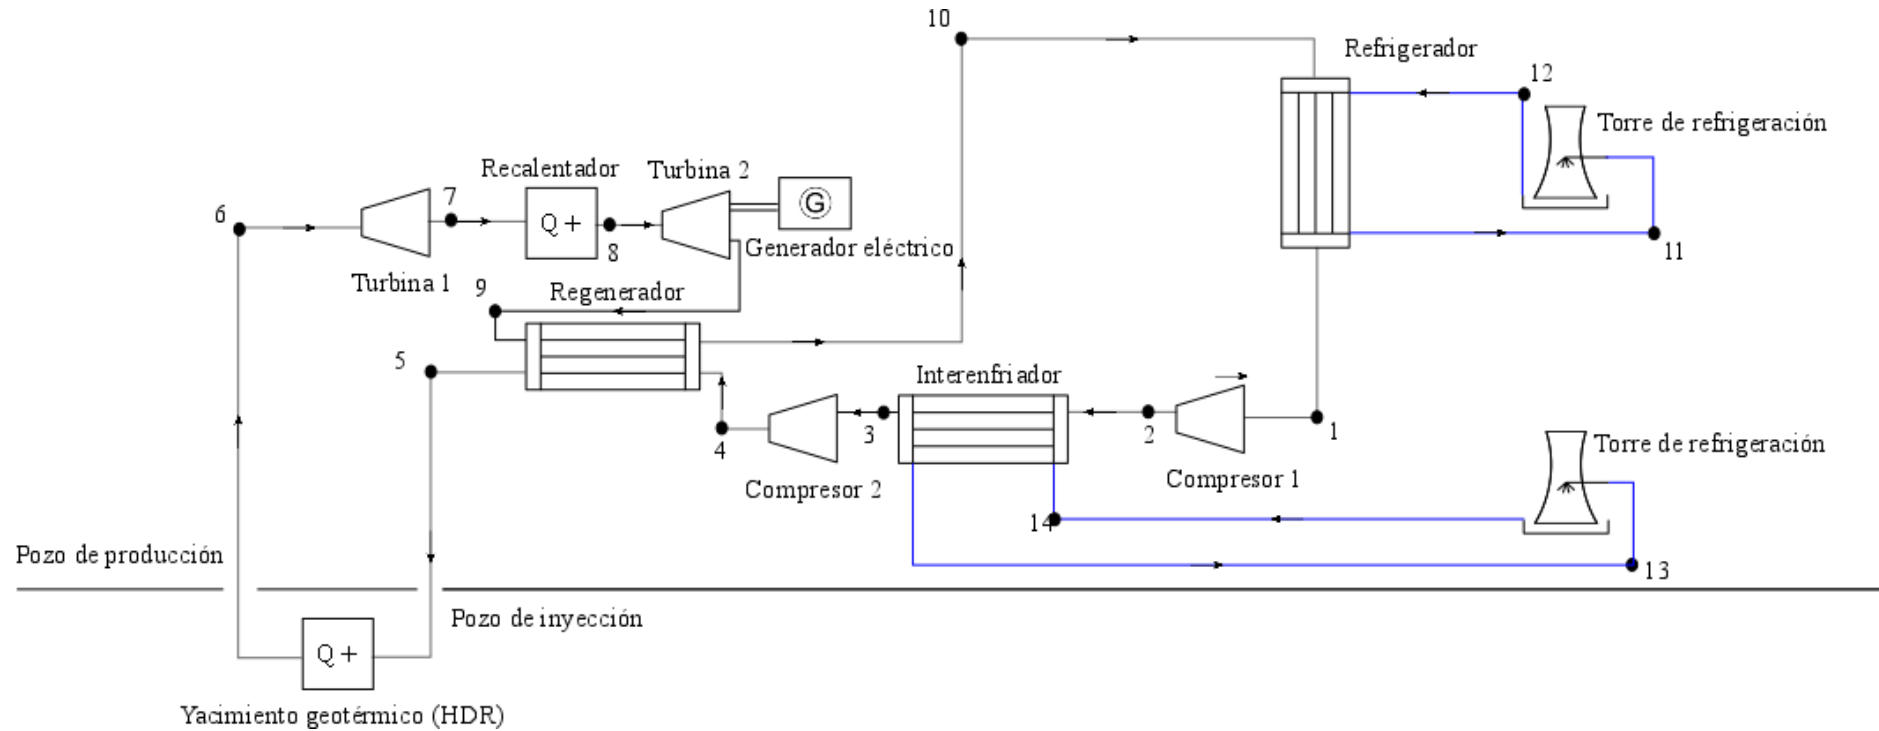 10
Refrigerador
12
Torre de refrigeración
Recalentador
Turbina 2
7
6
Q +
G
8
Generador eléctrico
11
Turbina 1
9
Regenerador
5
Interenfriador
3
2
1
4
Compresor 2
Compresor 1
Torre de refrigeración
14
13
Pozo de producción
Pozo de inyección
Q +
Yacimiento geotérmico (HDR)